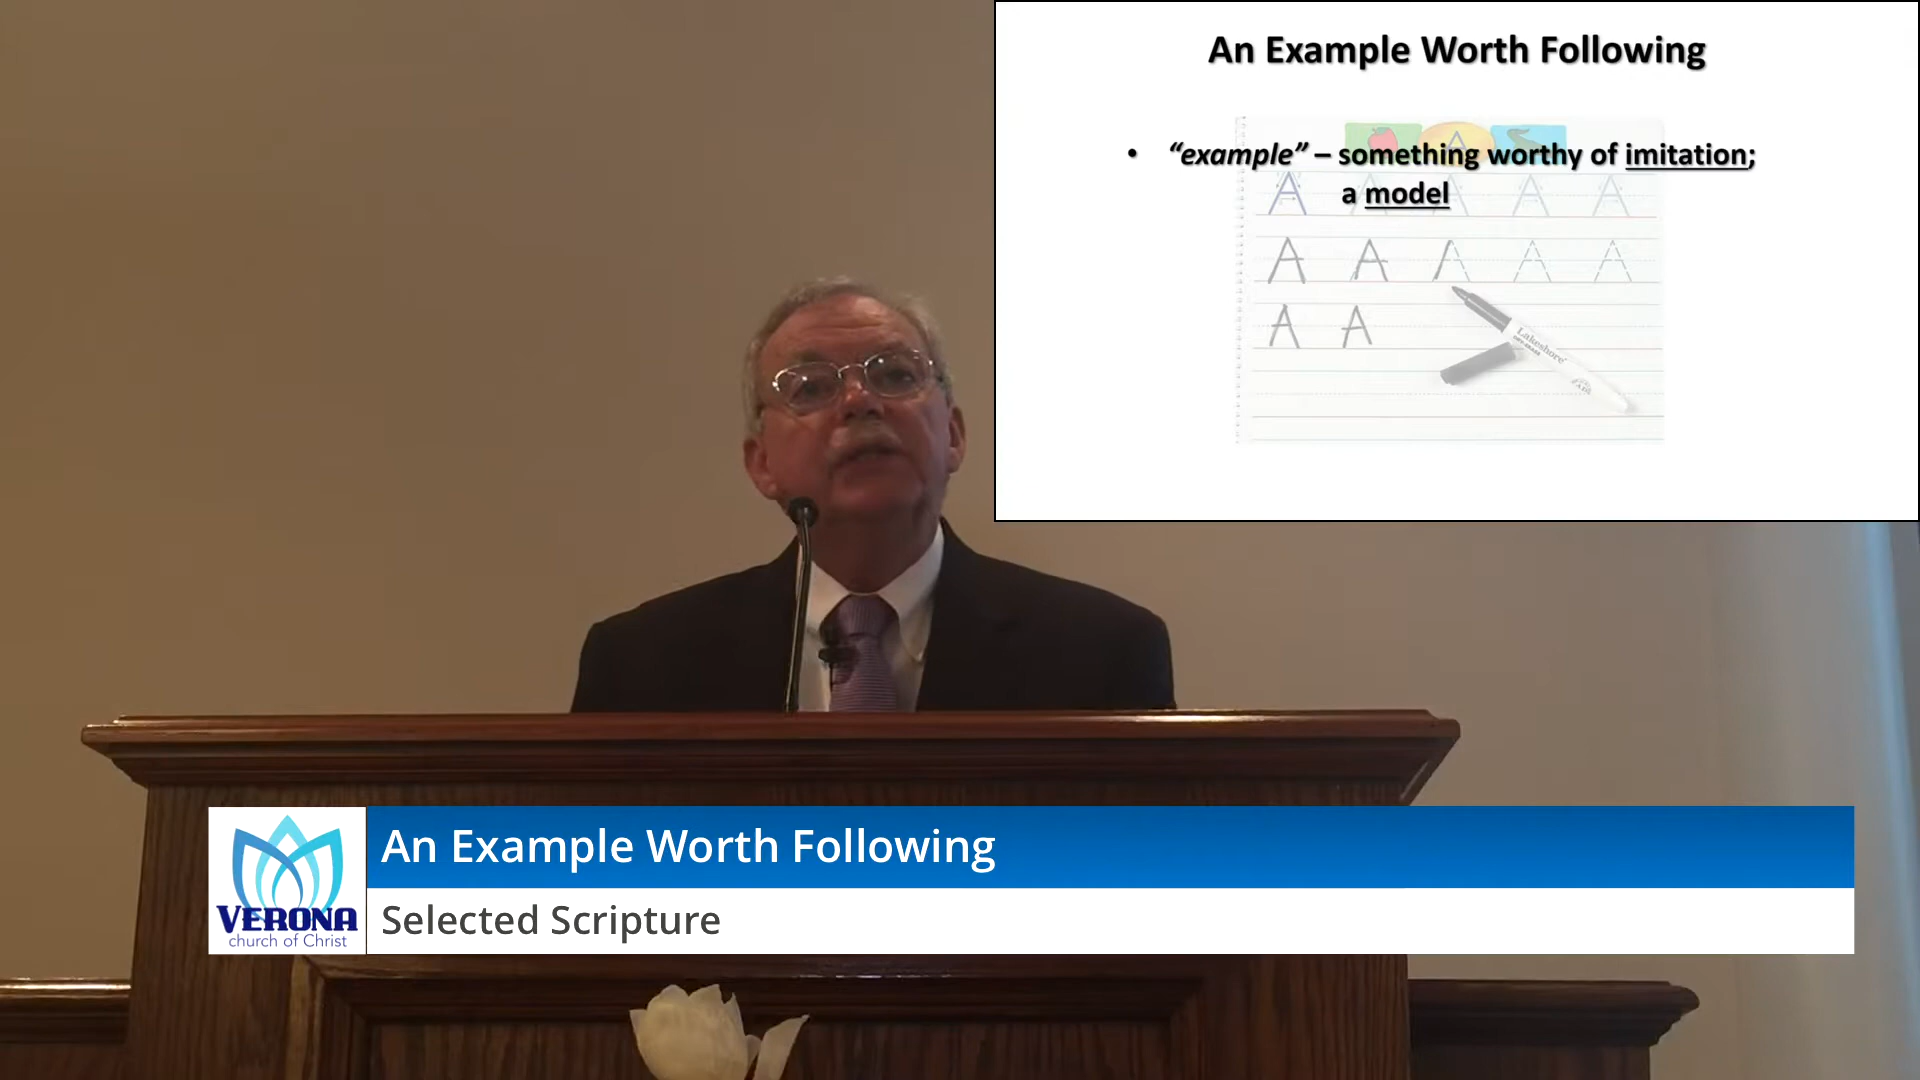 An Example Worth Following
• “example” – something worthy of imitation;
a model
A A A A A
A A A A A
A A
Lakeshore
An Example Worth Following
Selected Scripture
VERONA
church of Christ